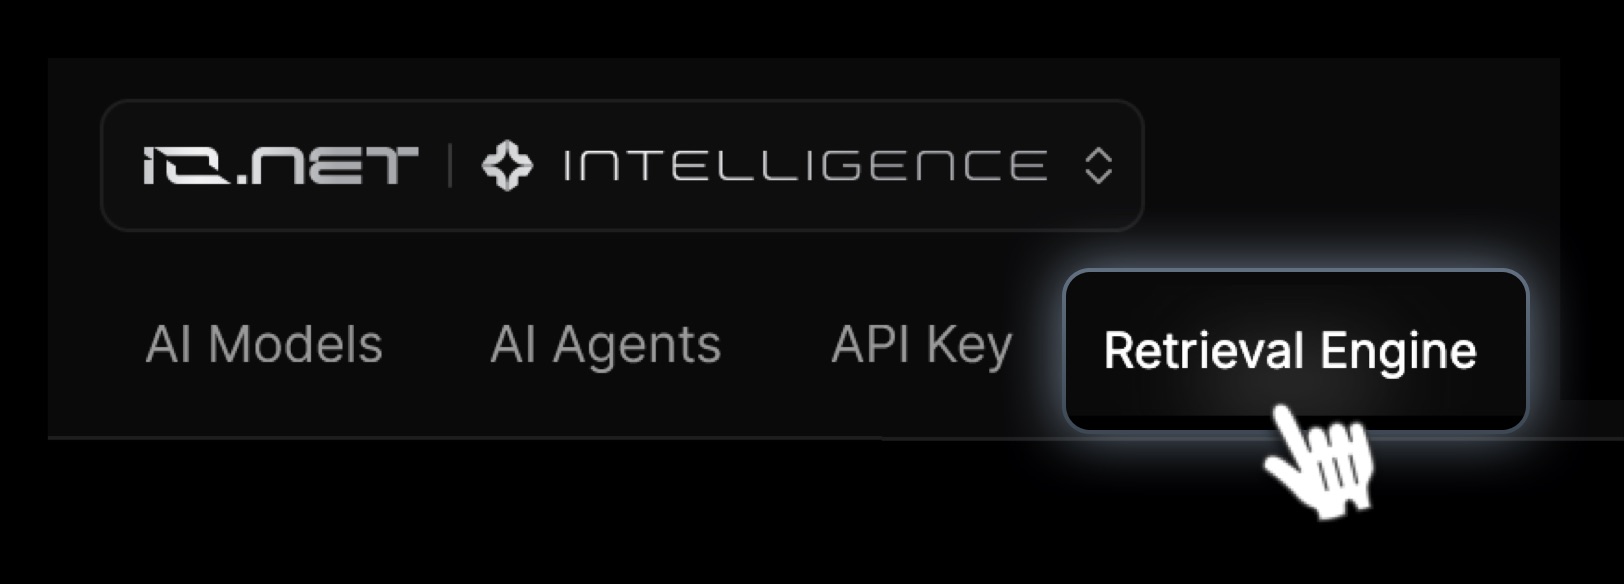 io.net | INTELLIGENCE
AI Models AI Agents API Key Retrieval Engine